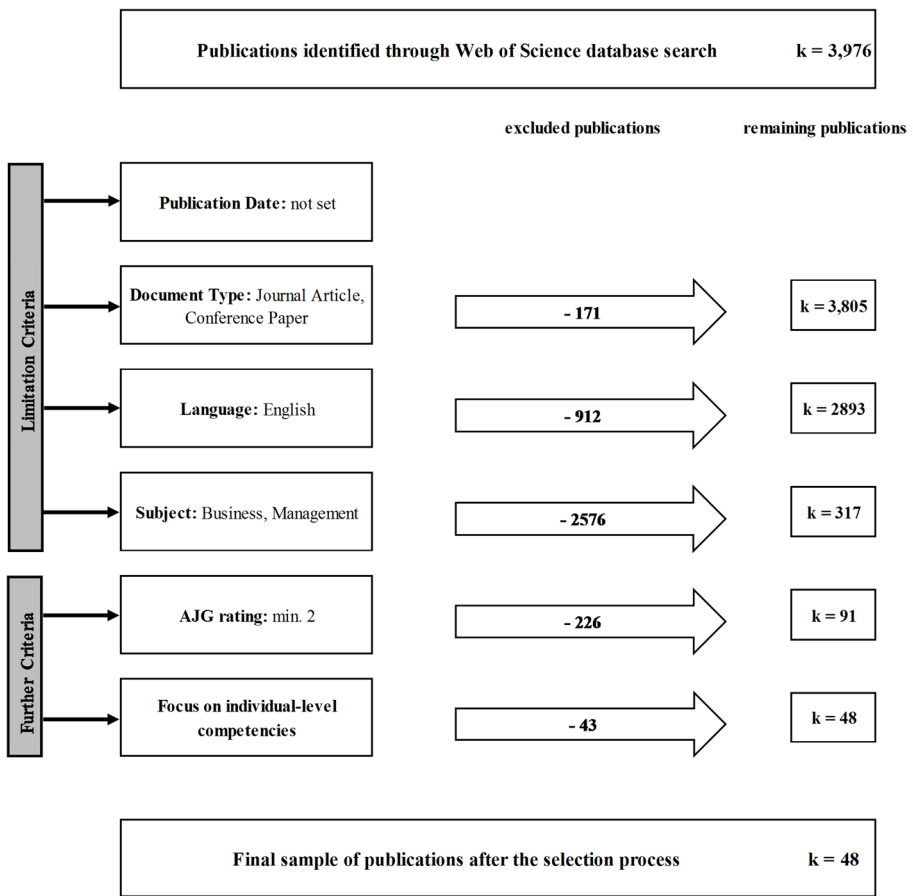 Publications identified through Web of Science database search k = 3,976
excluded publications remaining publications
Limitation Criteria
Publication Date: not set
Document Type: Journal Article,
Conference Paper
- 171
k = 3,805
Language: English
- 912
k = 2893
Subject: Business, Management
- 2576
k = 317
Further Criteria
AJG rating: min. 2
- 226
k = 91
Focus on individual-level
competencies
- 43
k = 48
Final sample of publications after the selection process k = 48